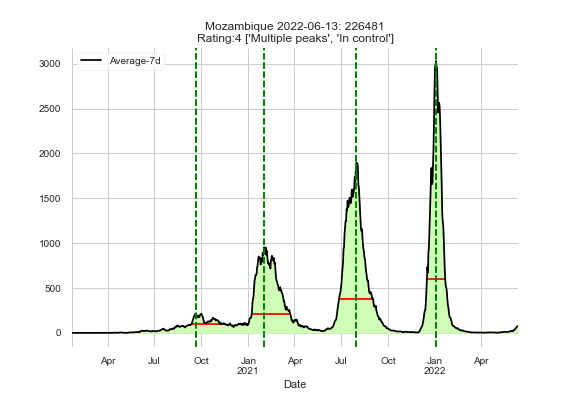 Mozambique 2022-06-13: 226481
Rating:4 ['Multiple peaks', 'In control']
Average-7d
3000
2500
2000
1500
1000
500
0
Apr Jul Oct Jan Apr Jul Oct Jan Apr
2021 2022
Date